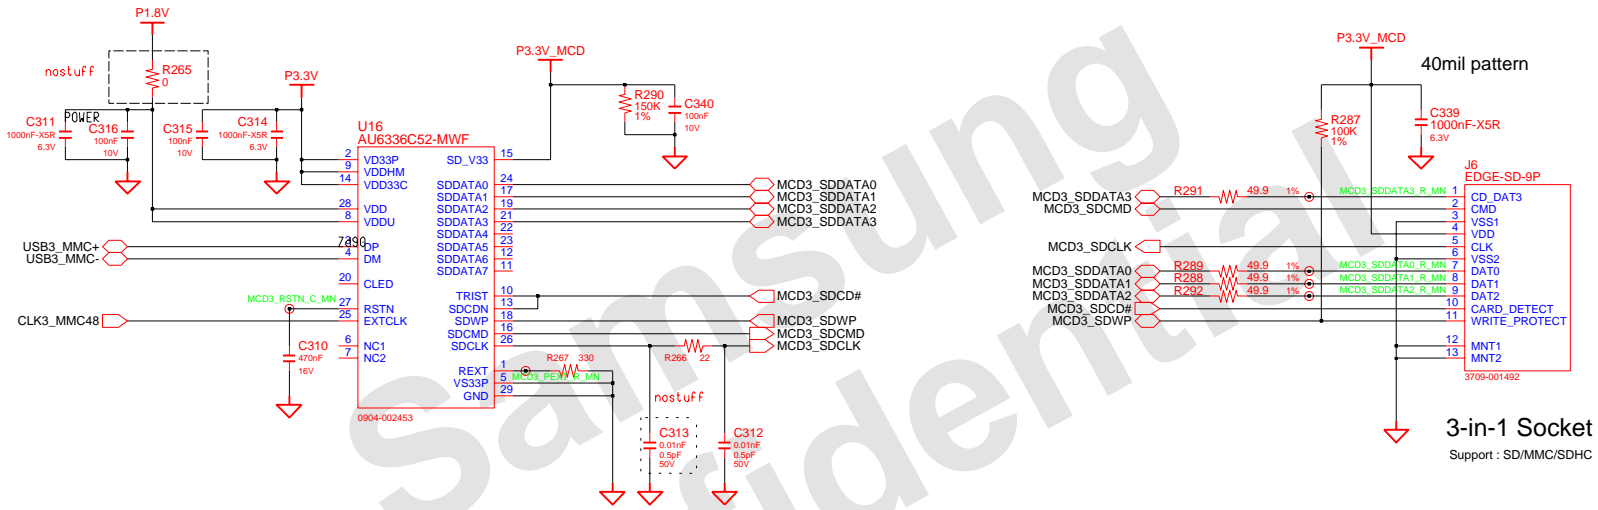 P1.8V
nostuff
R265
0
P3.3V
C311
1000nF-X5R
6.3V
POWER
C316
100nF
10V
C315
100nF
10V
C314
1000nF-X5R
6.3V
U16
AU6336C52-MWF
2 VD33P
9 VDDHM
14 VDD33C
28 VDD
8 VDDU
DP
4 DM
20 CLED
27 RSTN
25 EXTCLK
6 NC1
7 NC2
SD_V33 15
SDDATA0 24
SDDATA1 17
SDDATA2 19
SDDATA3 21
SDDATA4 22
SDDATA5 23
SDDATA6 12
SDDATA7 11
TRIST 10
SDCDN 13
SDWP 18
SDCMD 16
SDCLK 26
REXT 1
VS33P 5
GND 29
0904-002453
USB3_MMC+
USB3_MMC-
MCD3_RSTN_C_MN
CLK3_MMC48
C310
470nF
16V
P3.3V_MCD
R290
150K
1%
C340
100nF
10V
MCD3_SDDATA0
MCD3_SDDATA1
MCD3_SDDATA2
MCD3_SDDATA3
MCD3_SDCD#
MCD3_SDWP
MCD3_SDCMD
MCD3_SDCLK
R266 22
R267 330
nostuff
C313
0.01nF
0.5pF
50V
C312
0.01nF
0.5pF
50V
P3.3V_MCD
40mil pattern
R287
100K
1%
C339
1000nF-X5R
6.3V
J6
EDGE-SD-9P
MCD3_SDDATA3 R291 49.9 1% MCD3_SDDATA3_R_MN 1 CD_DAT3
MCD3_SDCMD 2 CMD
3 VSS1
4 VDD
MCD3_SDCLK 5 CLK
6 VSS2
MCD3_SDDATA0 R289 49.9 1% MCD3_SDDATA0_R_MN 7 DAT0
MCD3_SDDATA1 R288 49.9 1% MCD3_SDDATA1_R_MN 8 DAT1
MCD3_SDDATA2 R292 49.9 1% MCD3_SDDATA2_R_MN 9 DAT2
MCD3_SDCD# 10 CARD_DETECT
MCD3_SDWP 11 WRITE_PROTECT
12 MNT1
13 MNT2
3709-001492
3-in-1 Socket
Support : SD/MMC/SDHC
Samsung